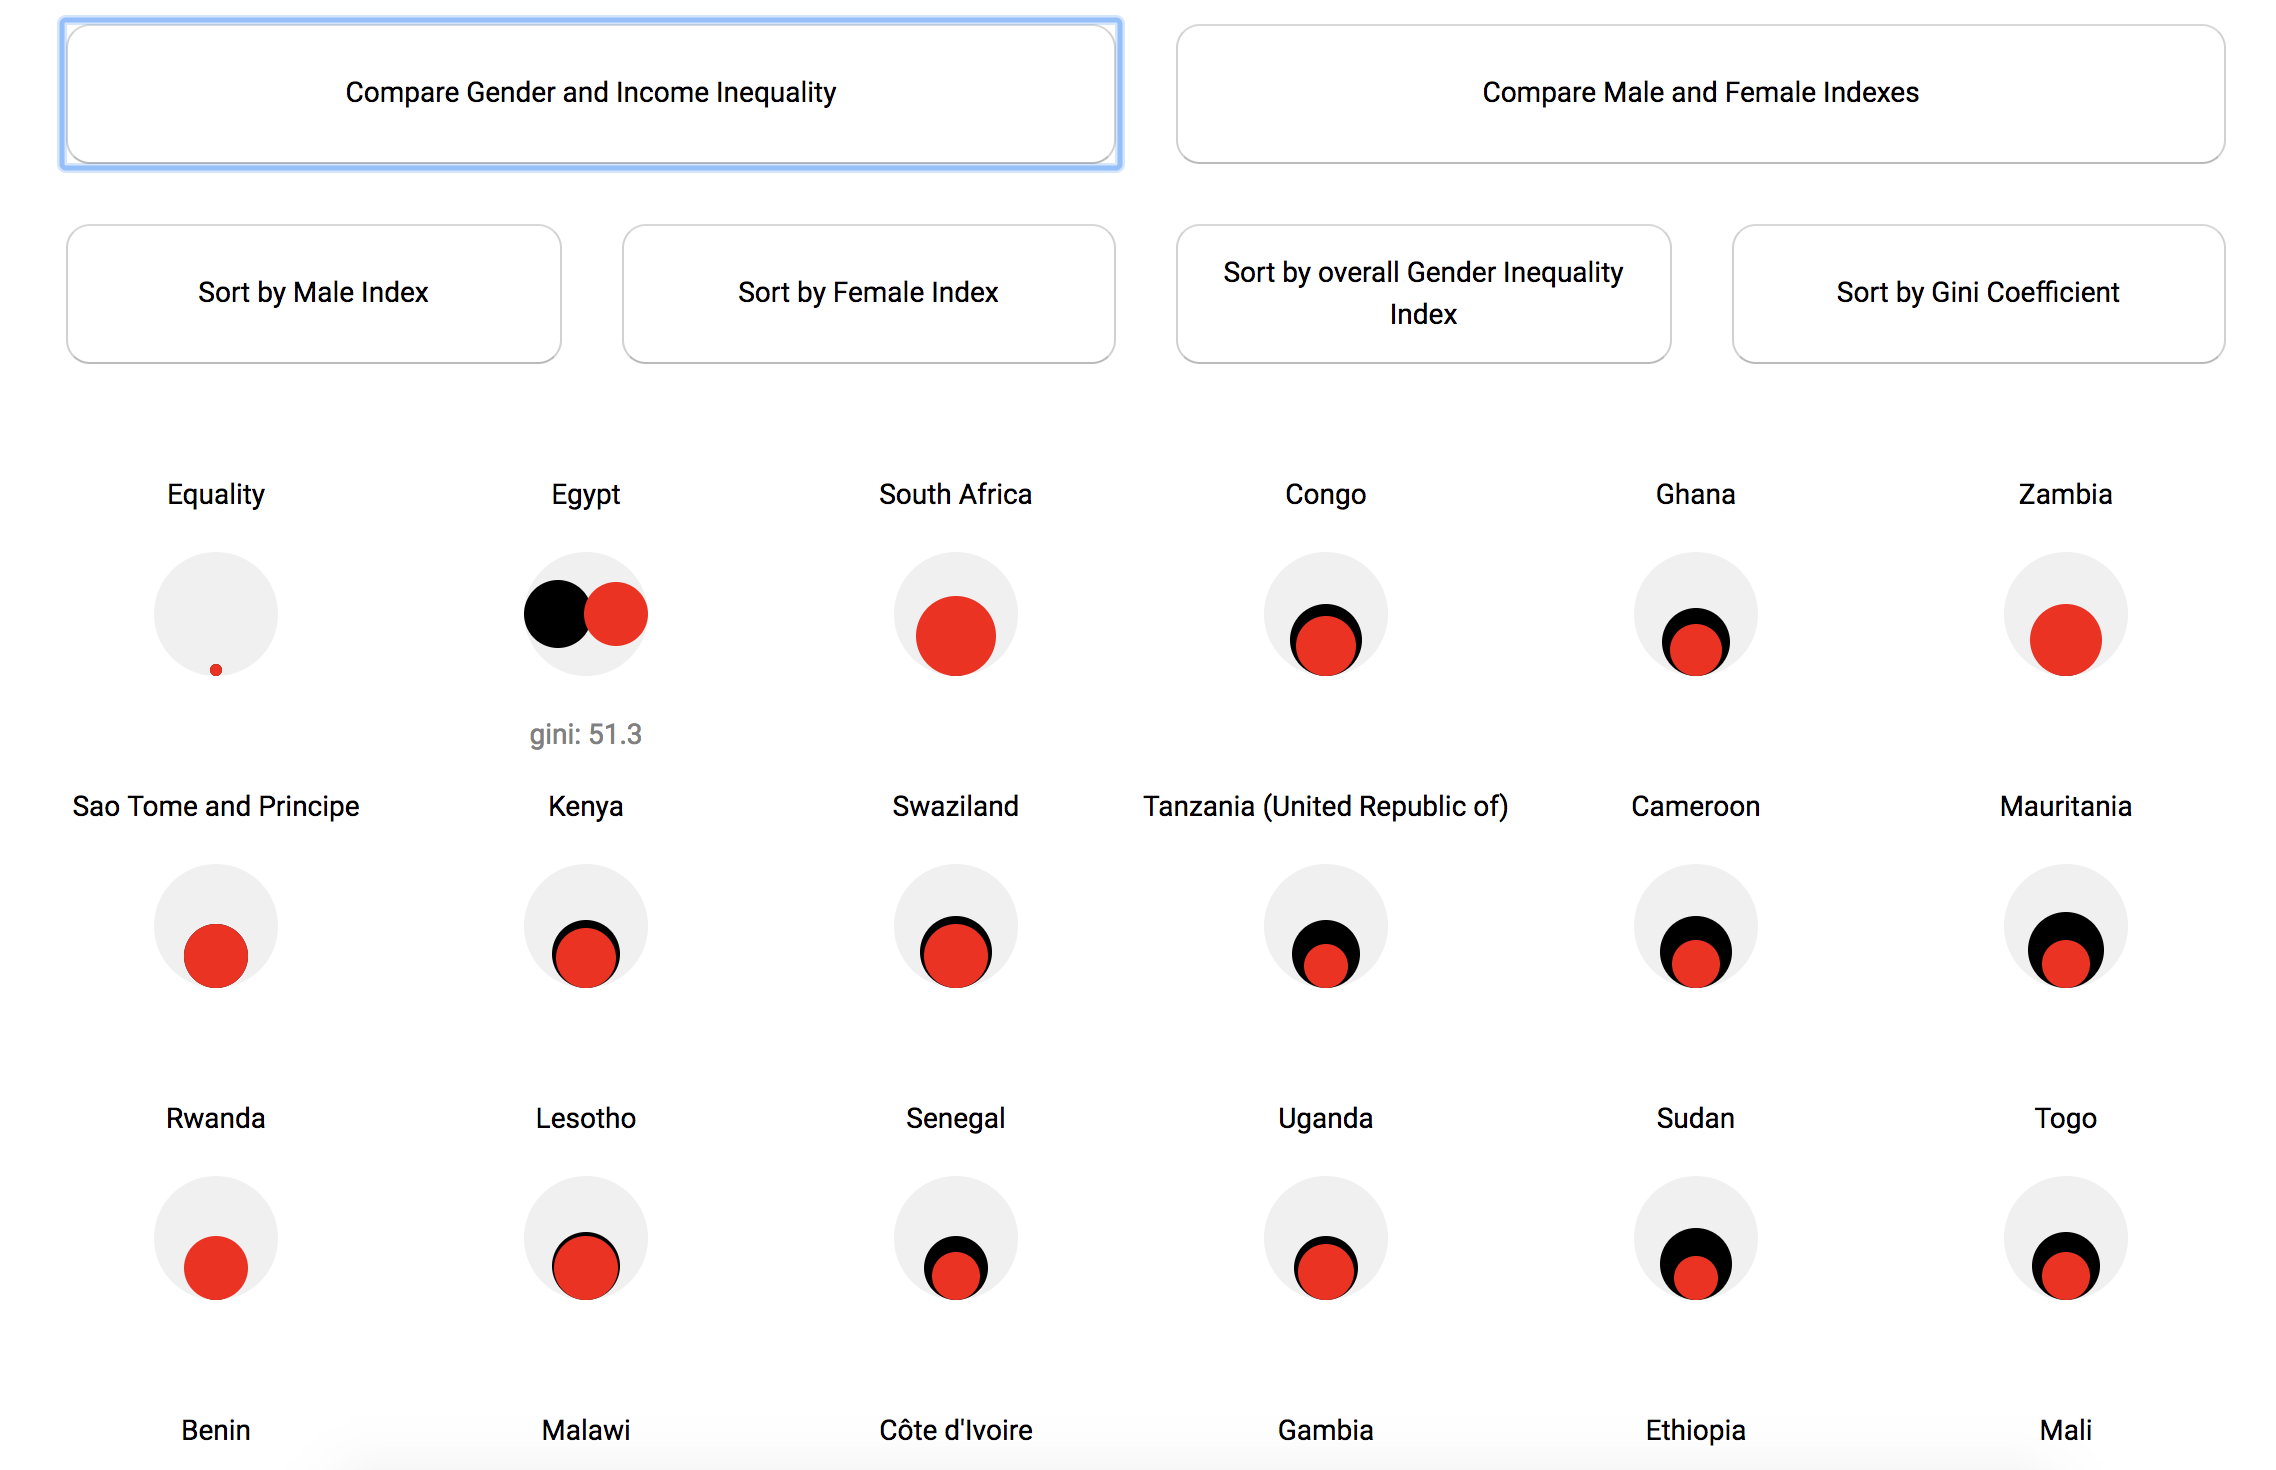 Compare Gender and Income Inequality
Compare Male and Female Indexes
Sort by Male Index
Sort by Female Index
Sort by overall Gender Inequality
Index
Sort by Gini Coefficient
Equality
Egypt
South Africa
Congo
Ghana
Zambia
gini: 51.3
Sao Tome and Principe
Kenya
Swaziland
Tanzania (United Republic of)
Cameroon
Mauritania
Rwanda
Lesotho
Senegal
Uganda
Sudan
Togo
Benin
Malawi
Côte d'Ivoire
Gambia
Ethiopia
Mali